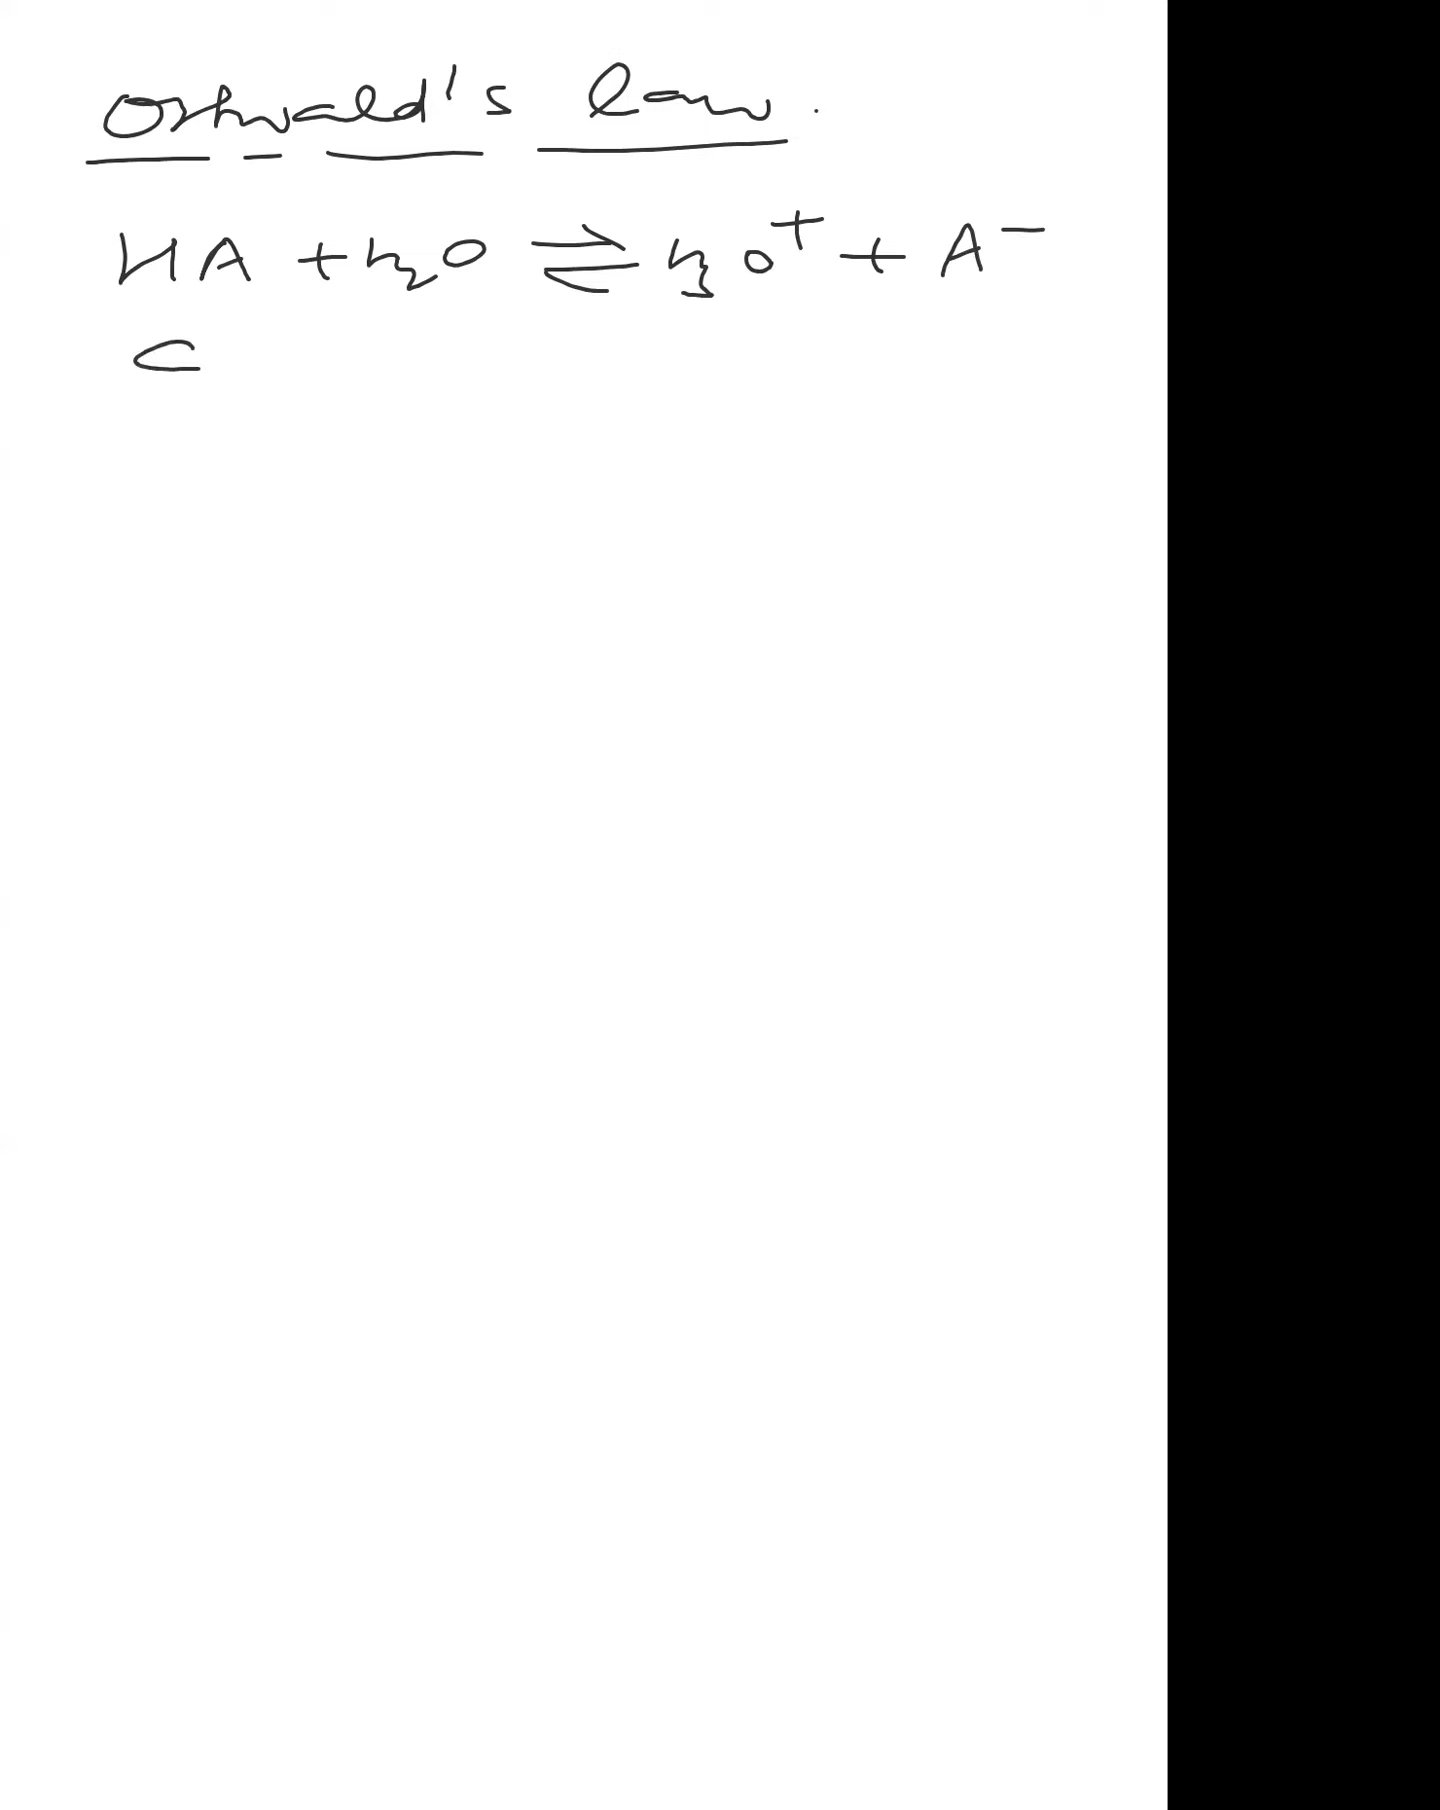 Ostwald's law.
HA + H₂O ⇌ H₃O⁺ + A⁻
C